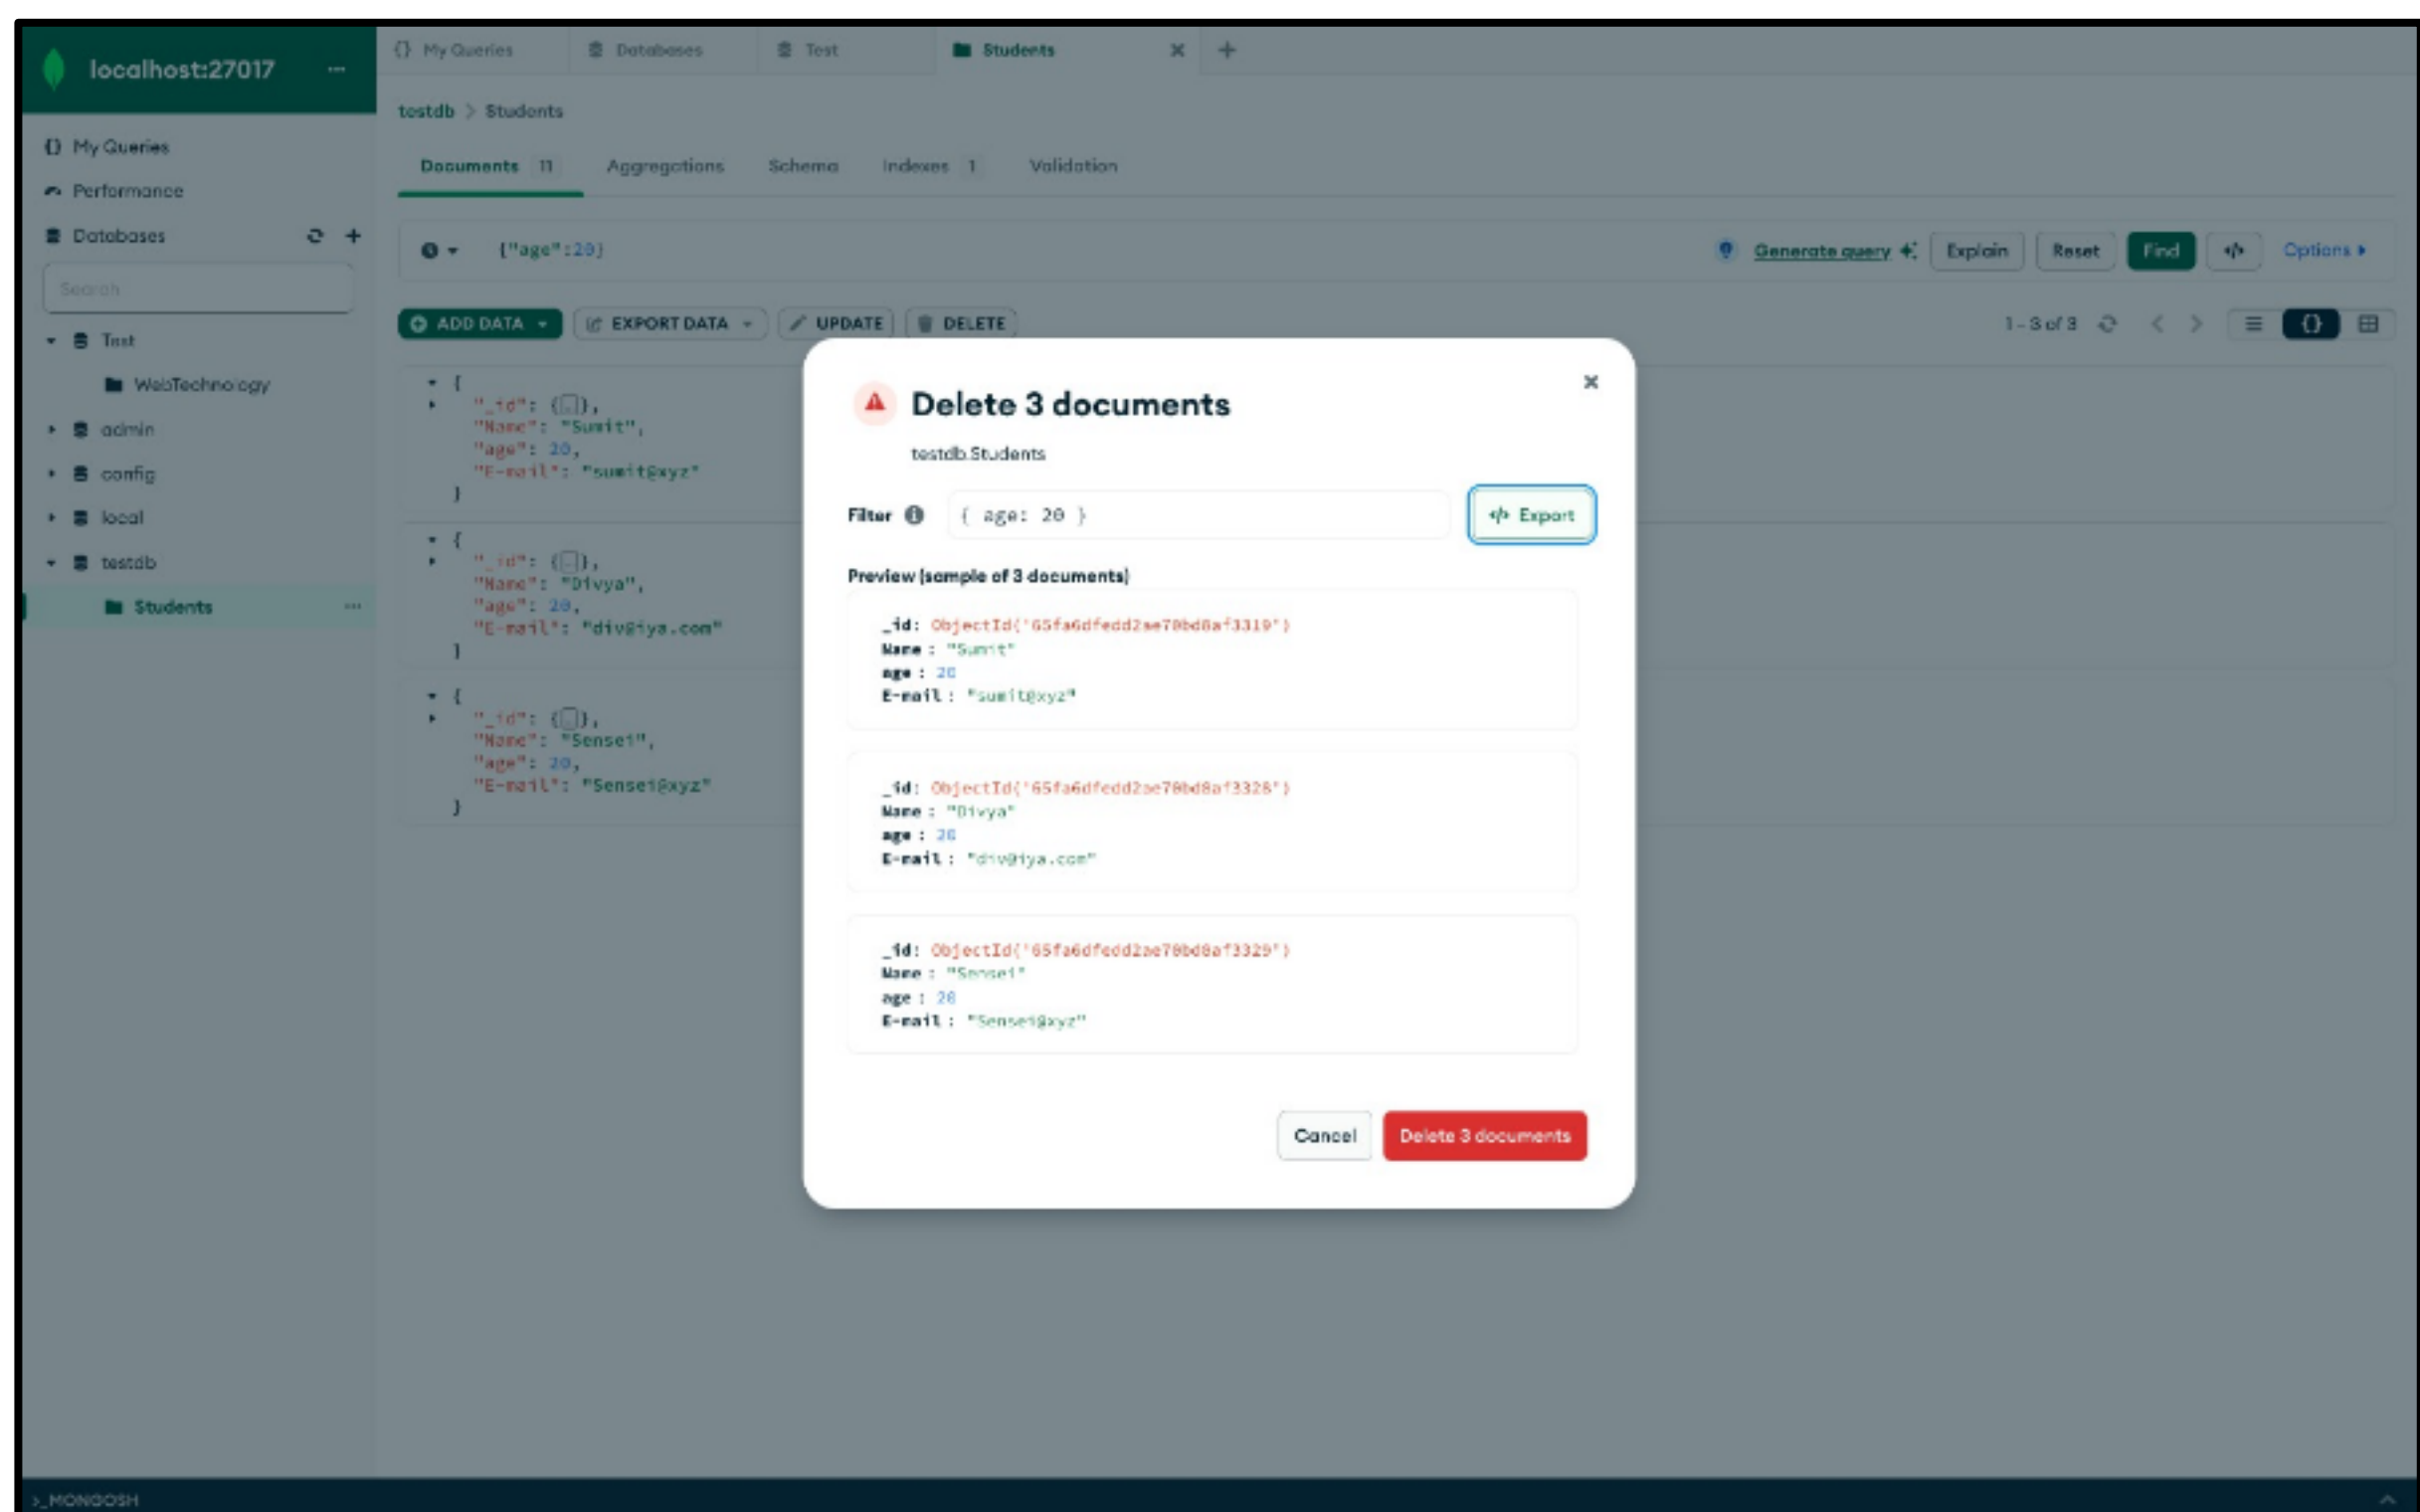 localhost:27017 ...
My Queries
Databases
Test
Students
testdb > Students
{} My Queries
Performance
Databases
Search
Test
WebTechnology
admin
config
local
testdb
Students ...
Documents 11
Aggregations
Schema
Indexes 1
Validation
{"age":20}
Generate query
Explain
Reset
Find
</>
Options
ADD DATA
EXPORT DATA
UPDATE
DELETE
1 – 3 of 3
{
"_id": {…},
"Name": "Sumit",
"age": 20,
"E-mail": "sumit@xyz"
}
{
"_id": {…},
"Name": "Divya",
"age": 20,
"E-mail": "div@iya.com"
}
{
"_id": {…},
"Name": "Sensei",
"age": 20,
"E-mail": "Sensei@xyz"
}
Delete 3 documents
testdb.Students
Filter
{ age: 20 }
</> Export
Preview (sample of 3 documents)
_id: ObjectId('65fa6dfedd2ae70bd8af3319')
Name : "Sumit"
age : 20
E-mail : "sumit@xyz"
_id: ObjectId('65fa6dfedd2ae70bd8af3328')
Name : "Divya"
age : 20
E-mail : "div@iya.com"
_id: ObjectId('65fa6dfedd2ae70bd8af3329')
Name : "Sensei"
age : 20
E-mail : "Sensei@xyz"
Cancel
Delete 3 documents
>_MONGOSH